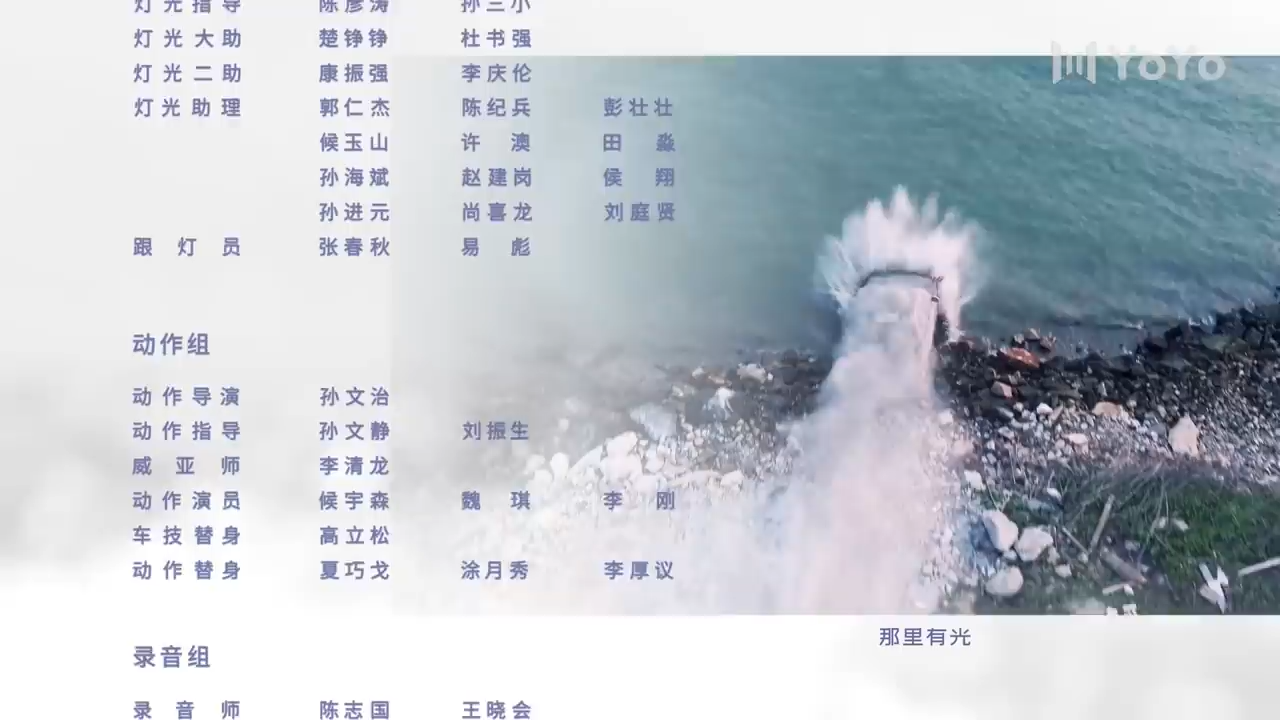 灯光指导 陈彦涛 孙三小
灯光大助 楚铮铮 杜书强
灯光二助 康振强 李庆伦
灯光助理 郭仁杰 陈纪兵 彭壮壮
候玉山 许澳 田淼
孙海斌 赵建岗 侯翔
孙进元 尚喜龙 刘庭贤
跟灯员 张春秋 易彪
动作组
动作导演 孙文治
动作指导 孙文静 刘振生
威亚师 李清龙
动作演员 候宇森 魏琪 李刚
车技替身 高立松
动作替身 夏巧戈 涂月秀 李厚议
录音组
录音师 陈志国 王晓会
YOYO
那里有光